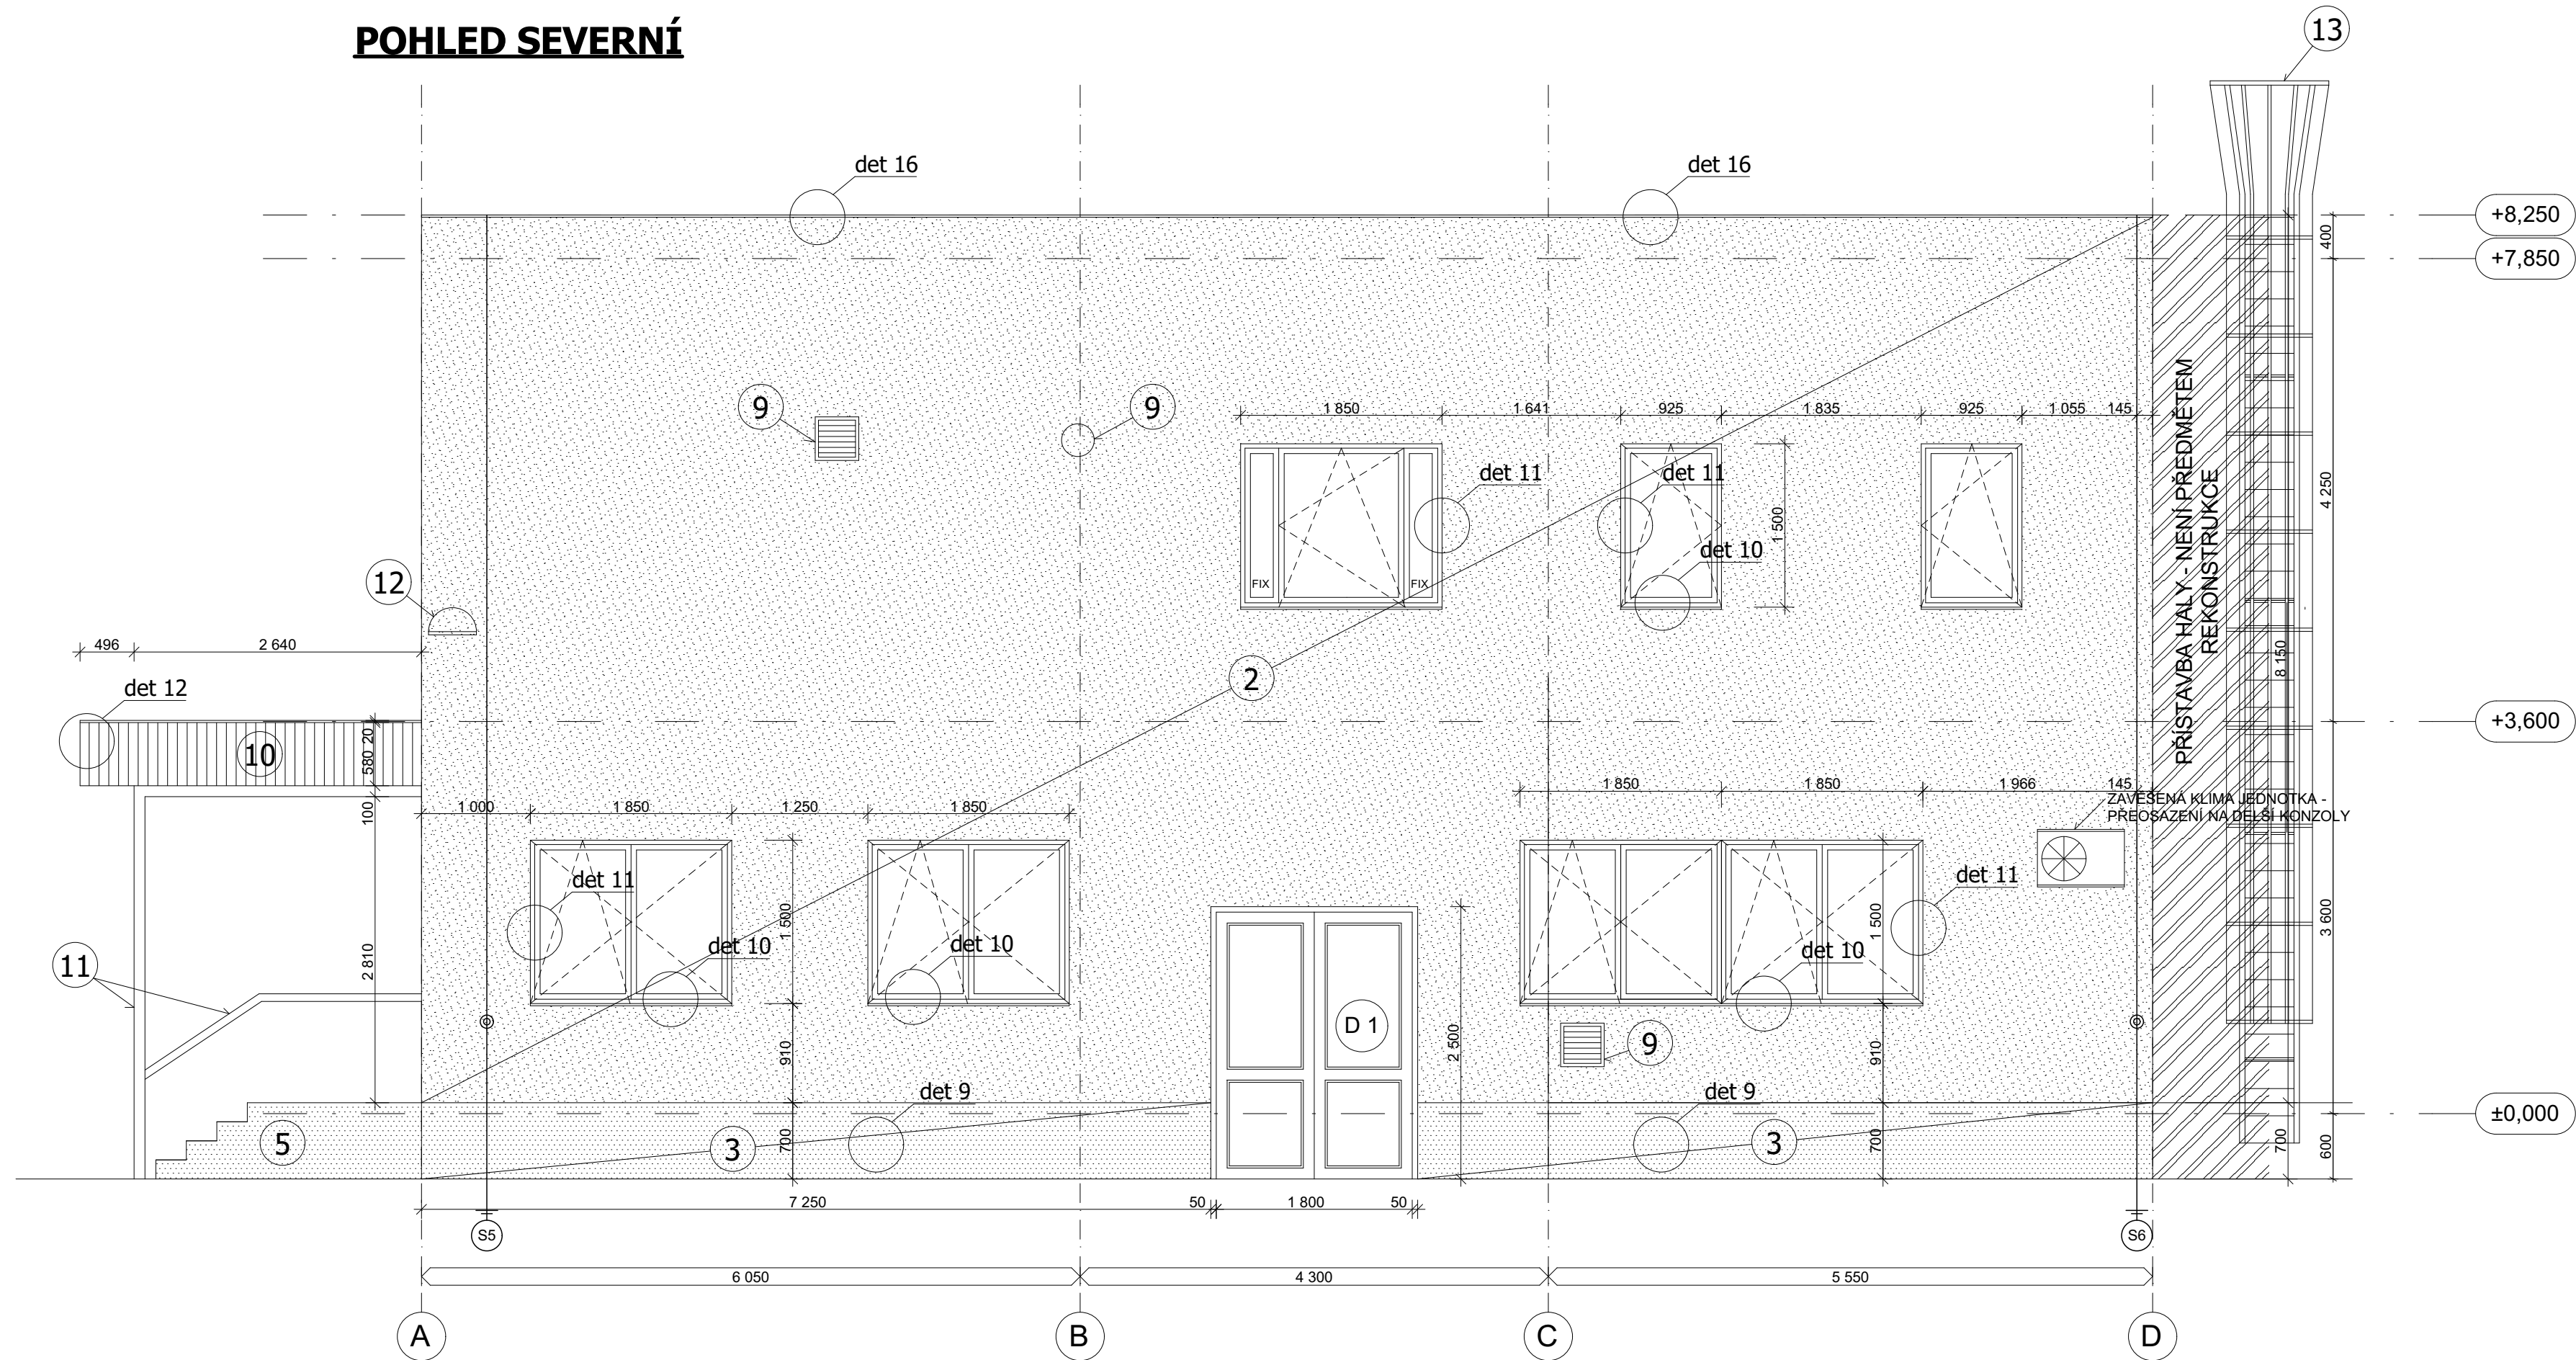 POHLED SEVERNÍ
13
det 16
det 16
+8,250
400
+7,850
9
9
1 850
1 641
925
1 835
925
1 055
145
det 11
det 11
det 10
1 500
FIX
FIX
4 250
PŘÍSTAVBA HALY - NENÍ PŘEDMĚTEM
REKONSTRUKCE
12
496
2 640
det 12
2
8 150
10
20
580
+3,600
100
1 000
1 850
1 250
1 850
1 850
1 850
1 966
145
ZAVĚŠENÁ KLIMA JEDNOTKA -
PŘEOSAZENÍ NA DELŠÍ KONZOLY
det 11
det 11
1 500
1 500
3 600
det 10
det 10
det 10
11
2 810
D 1
9
2 500
910
910
det 9
det 9
±0,000
5
3
3
700
700
700
600
7 250
50
1 800
50
S5
S6
6 050
4 300
5 550
A
B
C
D